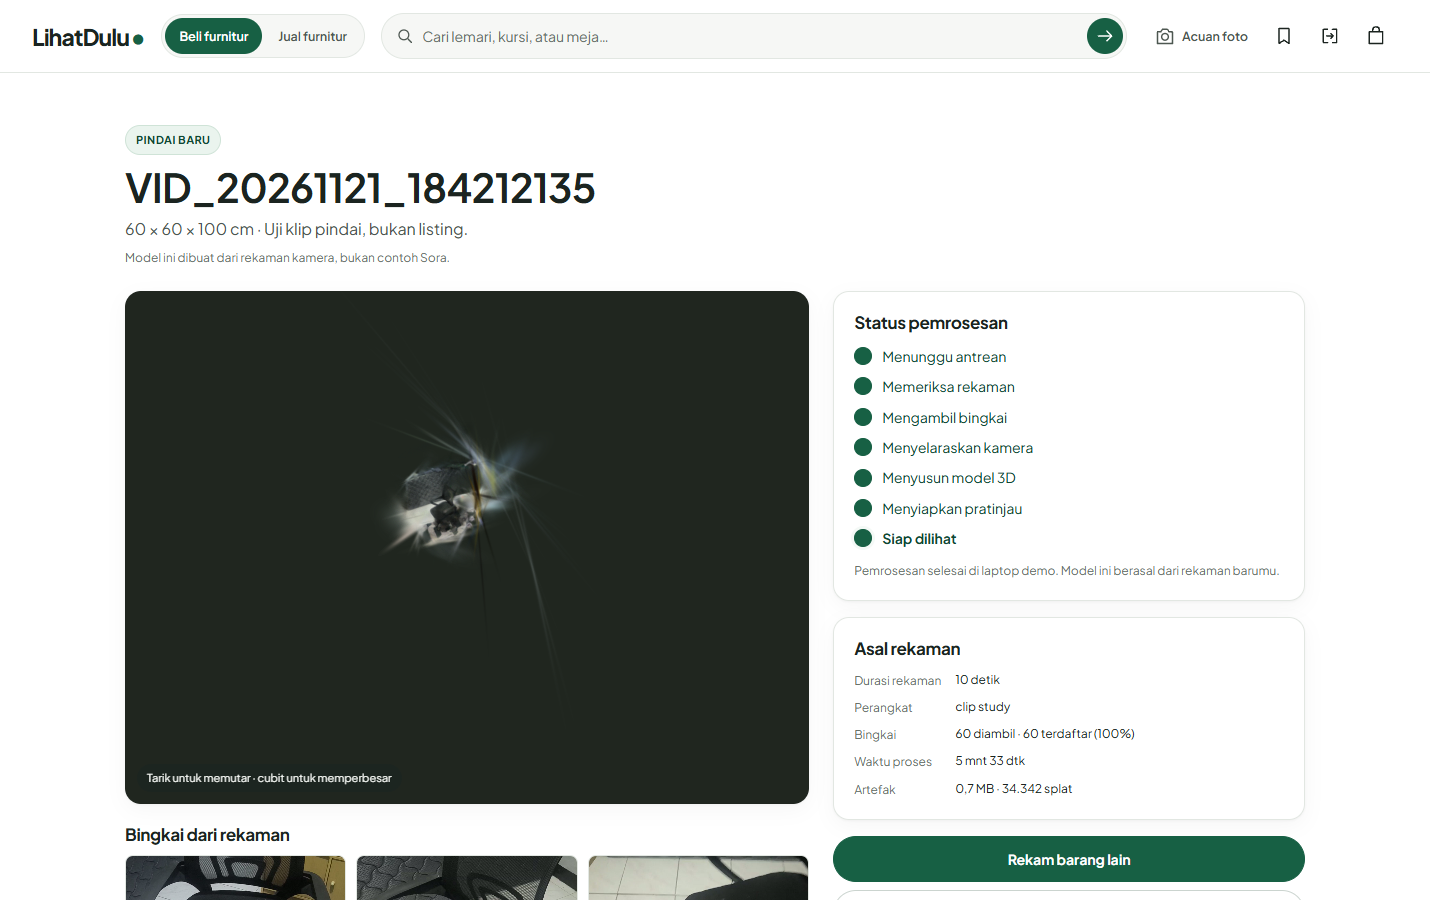 LihatDulu
Beli furnitur
Jual furnitur
Cari lemari, kursi, atau meja...
Acuan foto
PINDAI BARU
VID_20261121_184212135
60 × 60 × 100 cm · Uji klip pindai, bukan listing.
Model ini dibuat dari rekaman kamera, bukan contoh Sora.
Tarik untuk memutar · cubit untuk memperbesar
Bingkai dari rekaman
Status pemrosesan
Menunggu antrean
Memeriksa rekaman
Mengambil bingkai
Menyelaraskan kamera
Menyusun model 3D
Menyiapkan pratinjau
Siap dilihat
Pemrosesan selesai di laptop demo. Model ini berasal dari rekaman barumu.
Asal rekaman
Durasi rekaman 10 detik
Perangkat clip study
Bingkai 60 diambil · 60 terdaftar (100%)
Waktu proses 5 mnt 33 dtk
Artefak 0,7 MB · 34.342 splat
Rekam barang lain